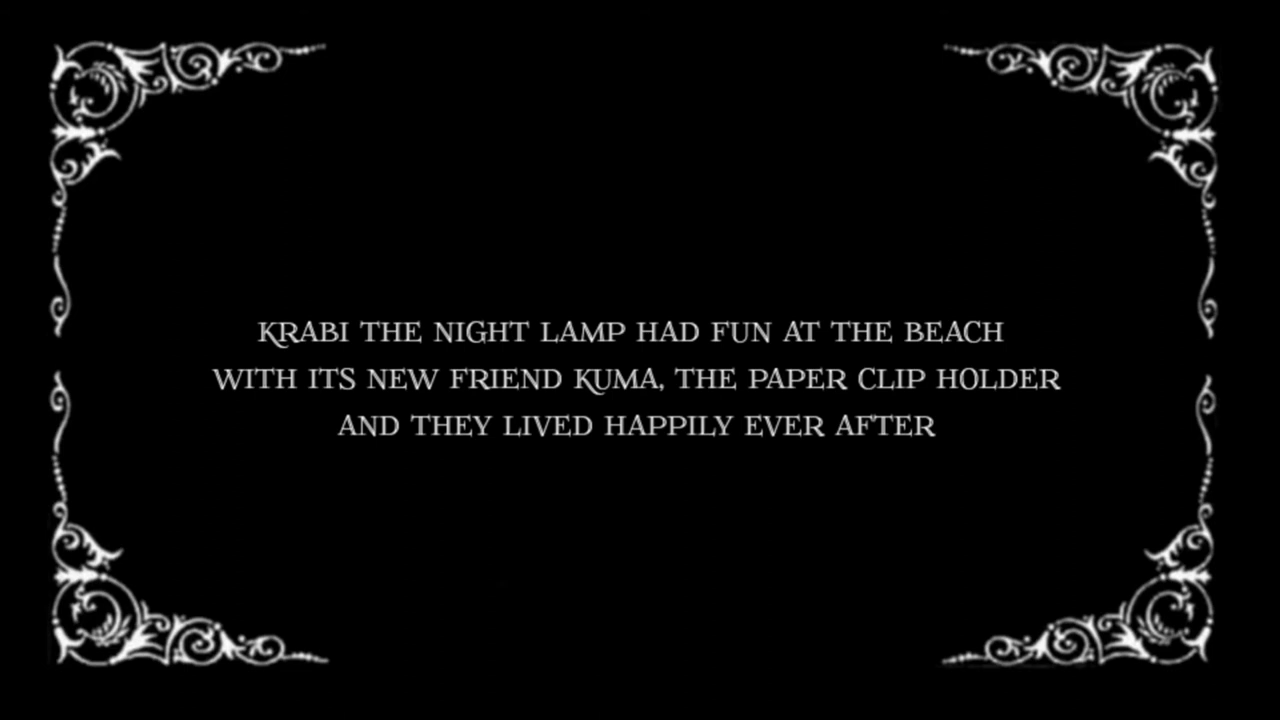 KRABI THE NIGHT LAMP HAD FUN AT THE BEACH
WITH ITS NEW FRIEND KUMA, THE PAPER CLIP HOLDER
AND THEY LIVED HAPPILY EVER AFTER